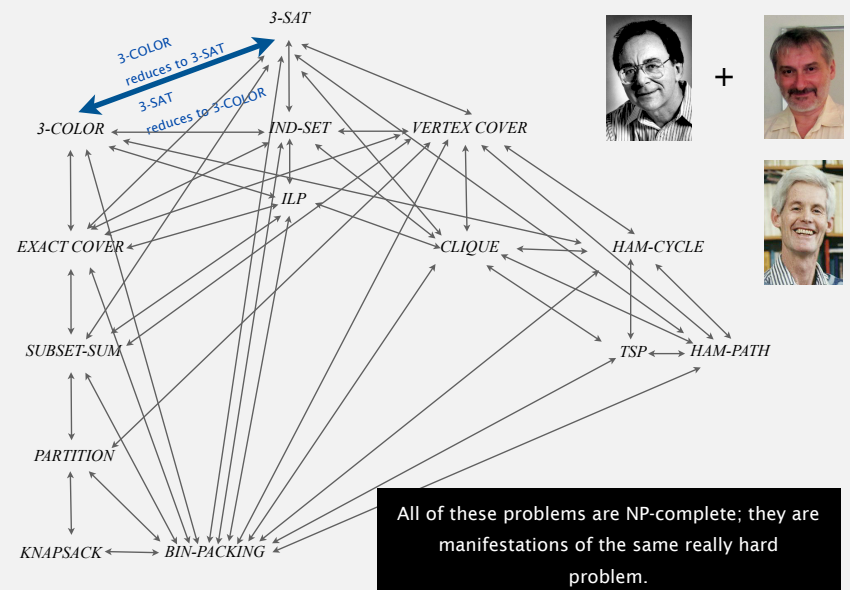 3-SAT
3-COLOR
reduces to 3-SAT
3-SAT
reduces to 3-COLOR
+
3-COLOR
IND-SET
VERTEX COVER
ILP
EXACT COVER
CLIQUE
HAM-CYCLE
SUBSET-SUM
TSP
HAM-PATH
PARTITION
KNAPSACK
BIN-PACKING
All of these problems are NP-complete; they are
manifestations of the same really hard
problem.